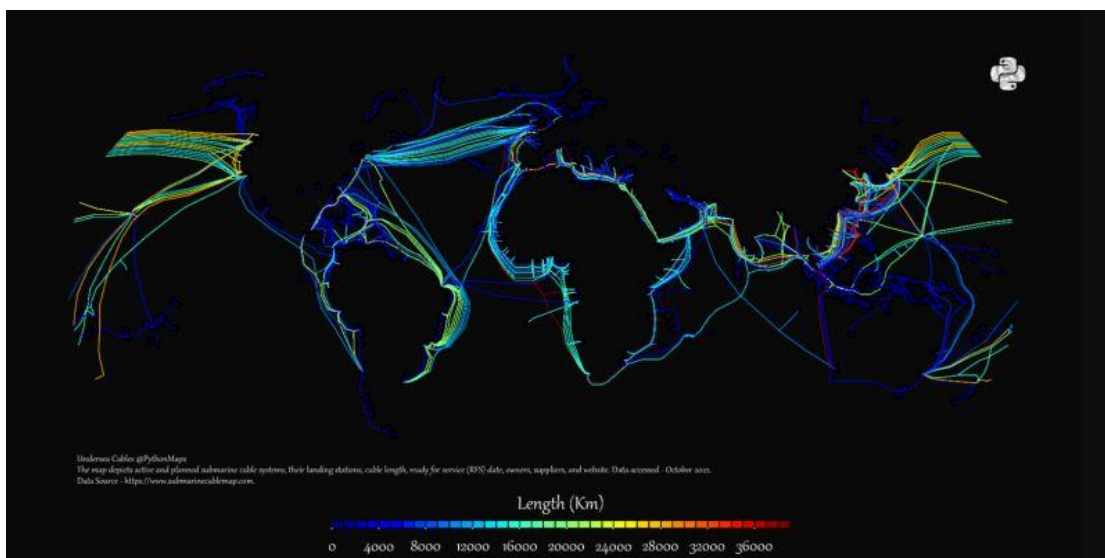 Undersea Cables @PythonMaps
The map depicts active and planned submarine cable systems, their landing stations, cable length, ready for service (RFS) date, owners, suppliers, and website. Data accessed - October 2021.
Data Source - https://www.submarinecablemap.com.
Length (Km)
0 4000 8000 12000 16000 20000 24000 28000 32000 36000